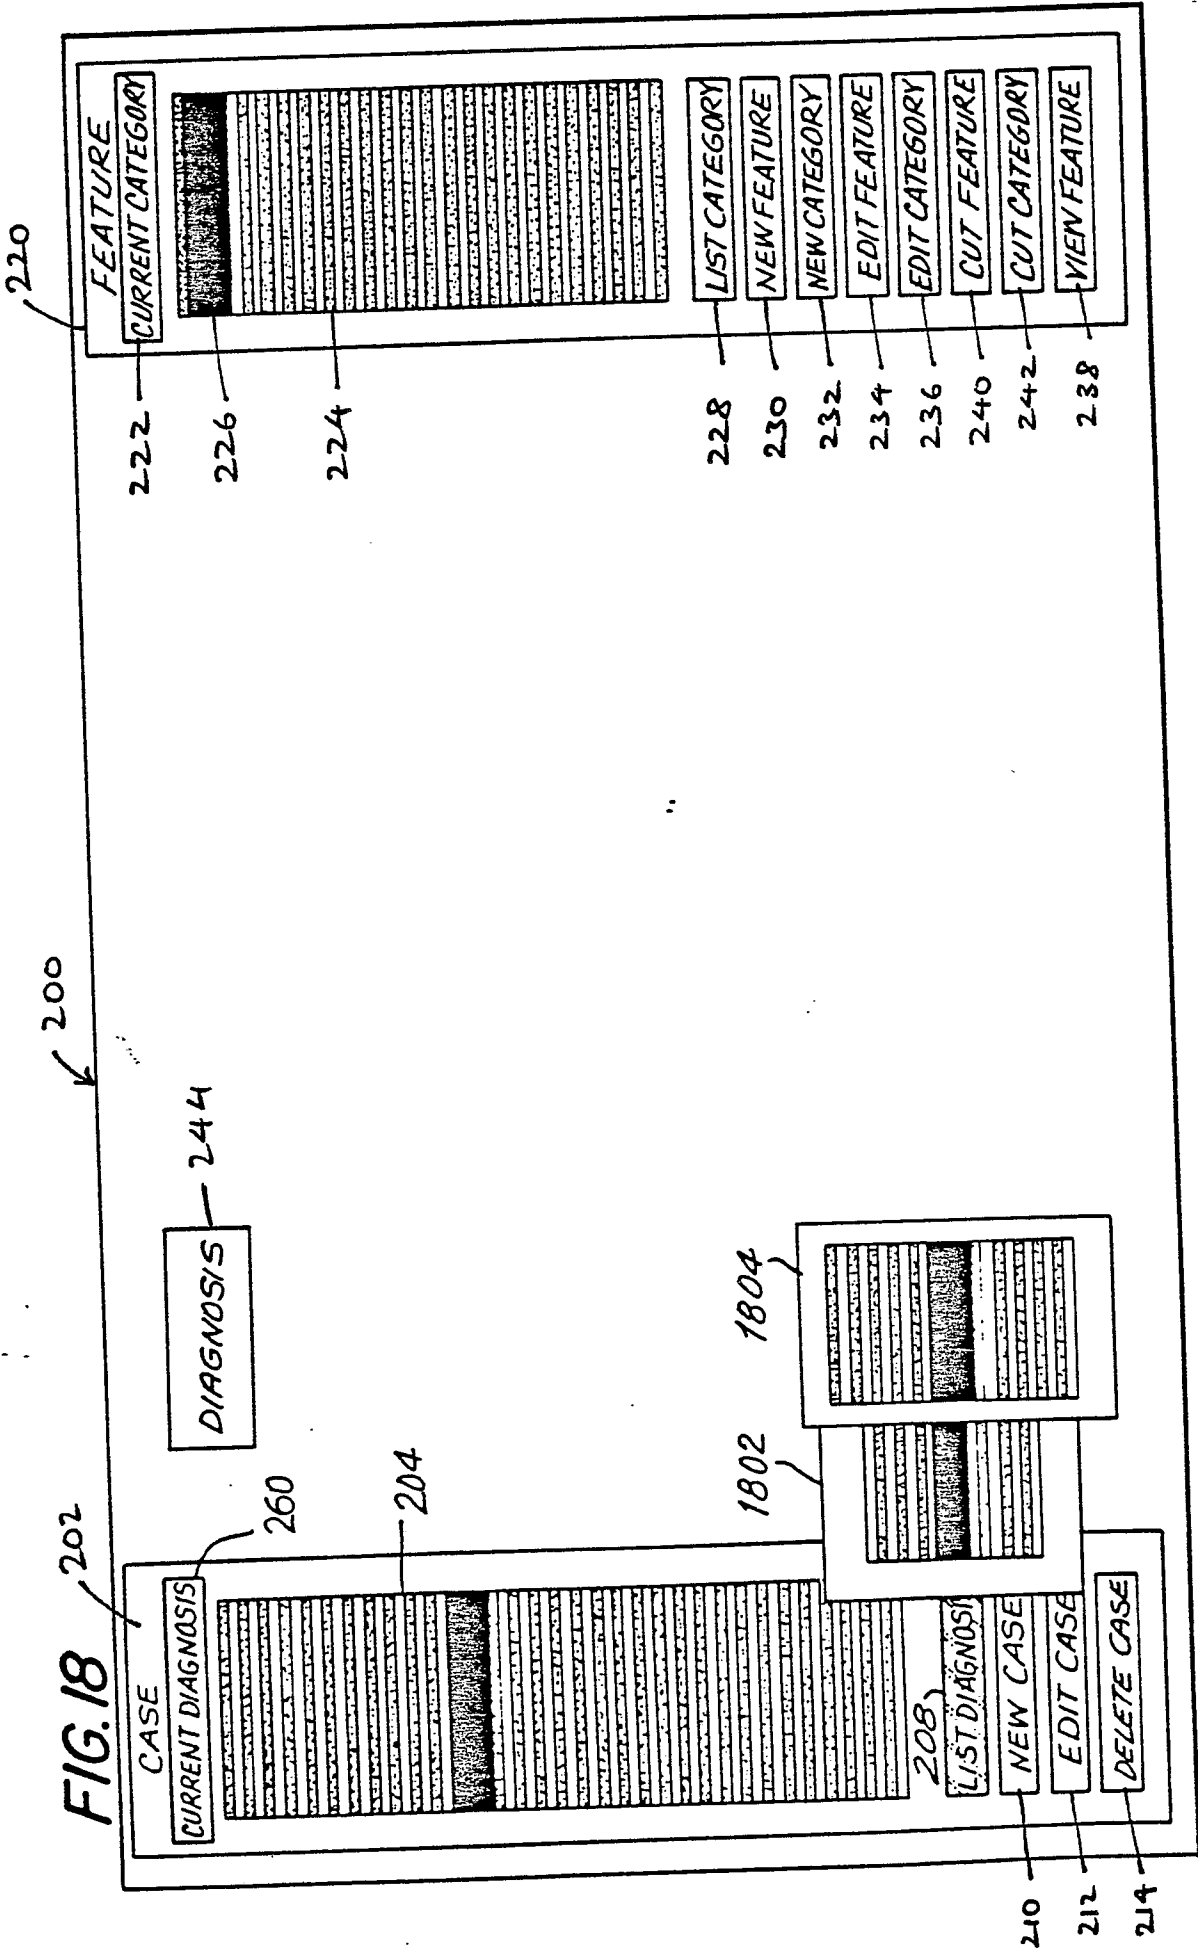 FIG. 18
200
202
CASE
CURRENT DIAGNOSIS
260
204
208
LIST DIAGNOSI
NEW CASE
210
EDIT CASE
212
DELETE CASE
214
1802
1804
DIAGNOSIS
244
220
FEATURE
CURRENT CATEGORY
222
226
224
LIST CATEGORY
228
NEW FEATURE
230
NEW CATEGORY
232
EDIT FEATURE
234
EDIT CATEGORY
236
CUT FEATURE
240
CUT CATEGORY
242
VIEW FEATURE
238